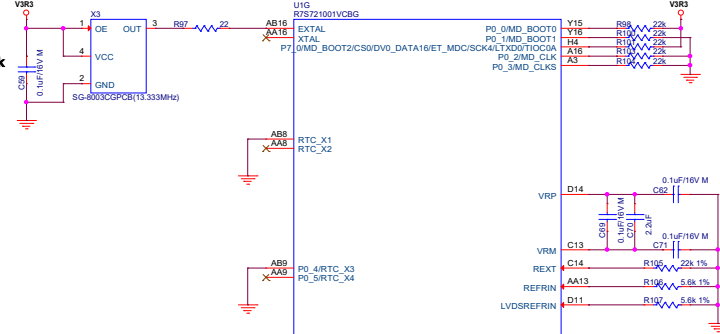 V3R3
X3
1 OE OUT 3
4 VCC
2 GND
SG-8003CGPCB(13.333MHz)
C59
0.1uF/16V M
R97 22
U1G
R7S721001VCBG
AB16 EXTAL
AA16 XTAL
AB8 RTC_X1
AA8 RTC_X2
AB9 P0_4/RTC_X3
AA9 P0_5/RTC_X4
P0_0/MD_BOOT0 Y15
P0_1/MD_BOOT1 Y16
P7_0/MD_BOOT2/CS0/DV0_DATA16/ET_MDC/SCK4/LTXD0/TIOC0A H4
P0_2/MD_CLK A16
P0_3/MD_CLKS A3
V3R3
R98 22k
22k
22k
22k
22k
VRP D14
C62
0.1uF/16V M
C69
0.1uF/16V M
C70
2.2uF
VRM C13
C71
0.1uF/16V M
REXT C14 R105 22k 1%
REFRIN AA13 R106 5.6k 1%
LVDSREFRIN D11 R107 5.6k 1%